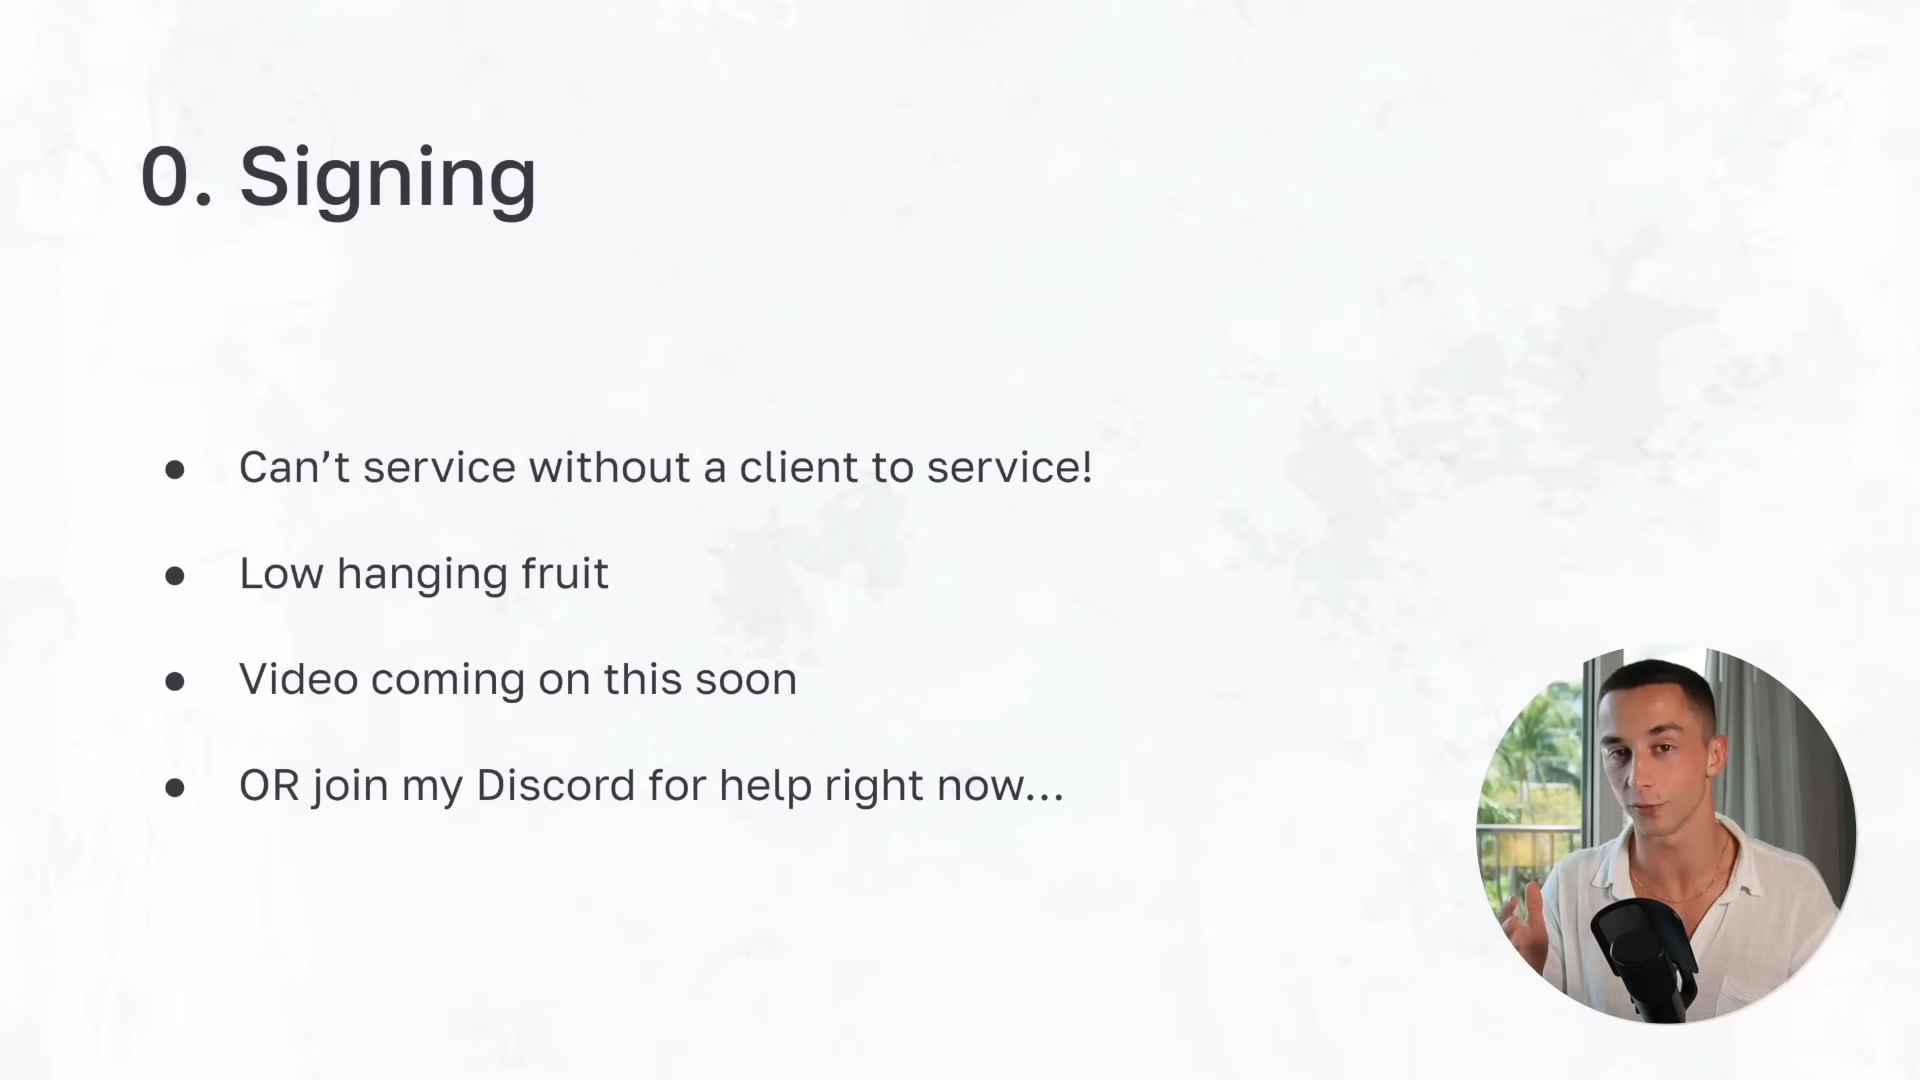 0. Signing
● Can’t service without a client to service!
● Low hanging fruit
● Video coming on this soon
● OR join my Discord for help right now...